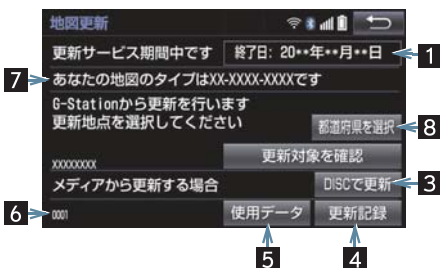 地図更新
更新サービス期間中です 終了日: 20••年••月••日 1
7 あなたの地図のタイプはXX-XXXX-XXXXです
G-Stationから更新を行います
更新地点を選択してください 都道府県を選択 8
XXXXXXXX 更新対象を確認
メディアから更新する場合 DISCで更新 3
6 0001 使用データ 更新記録
5 4